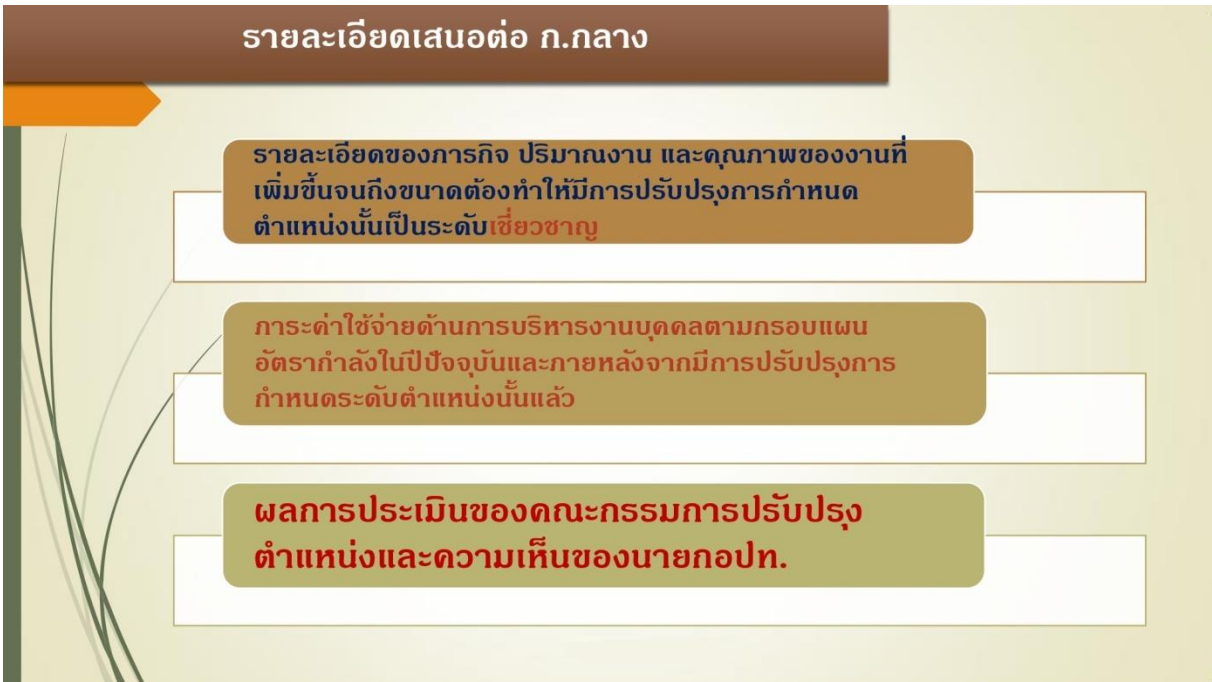 รายละเอียดเสนอต่อ ก.กลาง
รายละเอียดของภารกิจ ปริมาณงาน และคุณภาพของงานที่
เพิ่มขึ้นจนถึงขนาดต้องทำให้มีการปรับปรุงการกำหนด
ตำแหน่งนั้นเป็นระดับเชี่ยวชาญ
ภาระค่าใช้จ่ายด้านการบริหารงานบุคคลตามกรอบแผน
อัตรากำลังในปีปัจจุบันและภายหลังจากมีการปรับปรุงการ
กำหนดระดับตำแหน่งนั้นแล้ว
ผลการประเมินของคณะกรรมการปรับปรุง
ตำแหน่งและความเห็นของนายกอปท.